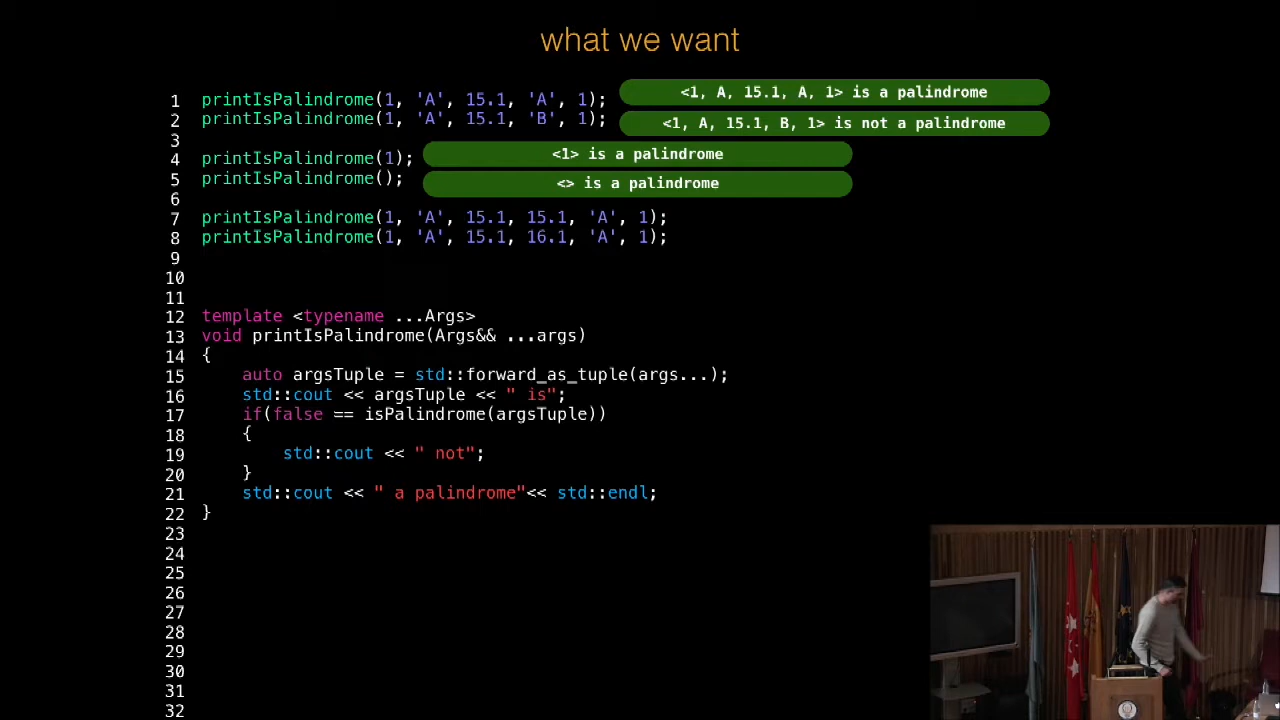 what we want
1 printIsPalindrome(1, 'A', 15.1, 'A', 1); <1, A, 15.1, A, 1> is a palindrome
2 printIsPalindrome(1, 'A', 15.1, 'B', 1); <1, A, 15.1, B, 1> is not a palindrome
3
4 printIsPalindrome(1); <1> is a palindrome
5 printIsPalindrome(); <> is a palindrome
6
7 printIsPalindrome(1, 'A', 15.1, 15.1, 'A', 1);
8 printIsPalindrome(1, 'A', 15.1, 16.1, 'A', 1);
9
10
11
12 template <typename ...Args>
13 void printIsPalindrome(Args&& ...args)
14 {
15 auto argsTuple = std::forward_as_tuple(args...);
16 std::cout << argsTuple << " is";
17 if(false == isPalindrome(argsTuple))
18 {
19 std::cout << " not";
20 }
21 std::cout << " a palindrome"<< std::endl;
22 }
23
24
25
26
27
28
29
30
31
32